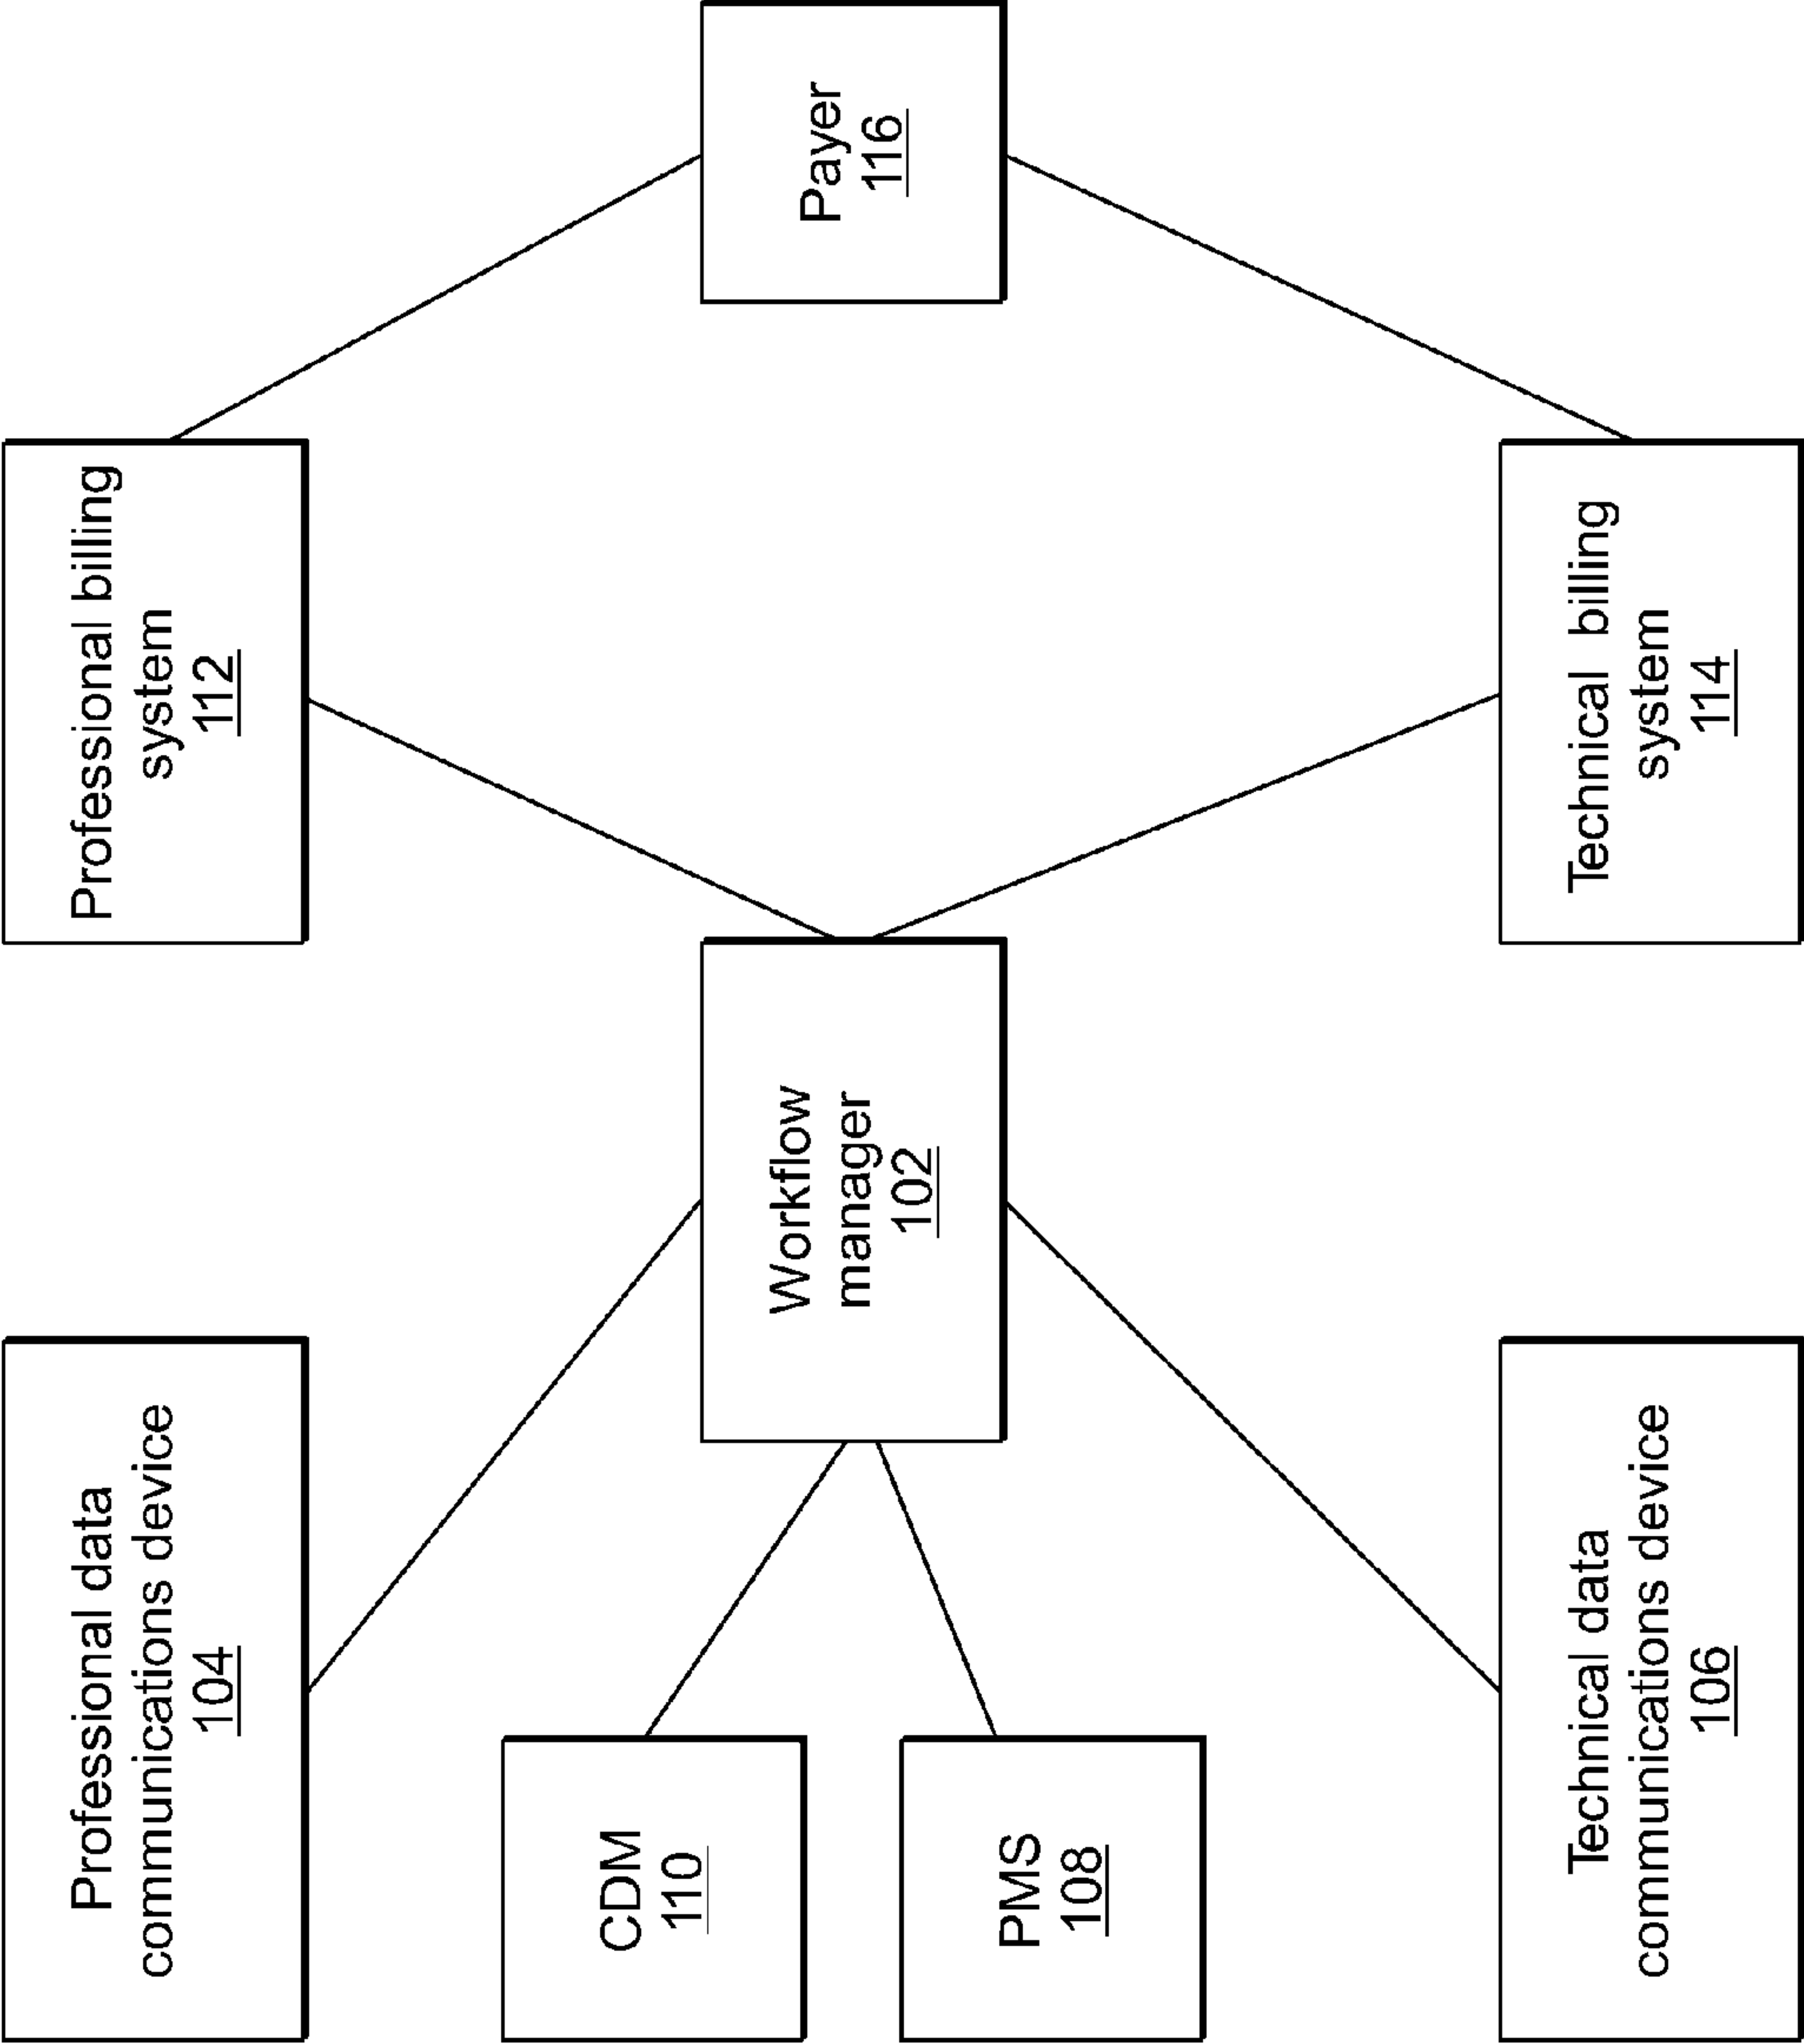 Professional data
communications device
104
Professional billing
system
112
CDM
110
Workflow
manager
102
Payer
116
PMS
108
Technical data
communications device
106
Technical billing
system
114